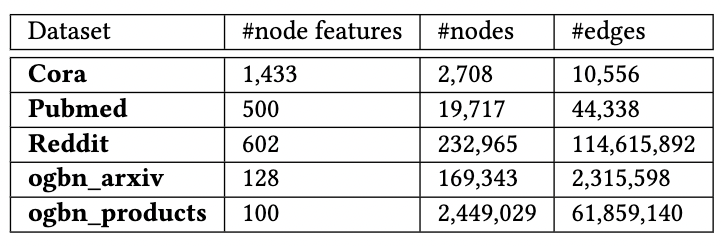 Dataset #node features #nodes #edges
Cora 1,433 2,708 10,556
Pubmed 500 19,717 44,338
Reddit 602 232,965 114,615,892
ogbn_arxiv 128 169,343 2,315,598
ogbn_products 100 2,449,029 61,859,140